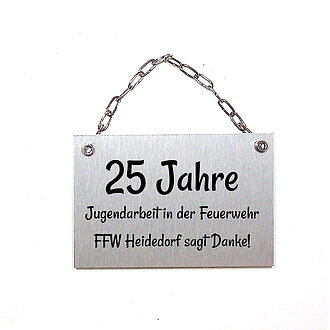 25 Jahre
Jugendarbeit in der Feuerwehr
FFW Heidedorf sagt Danke!